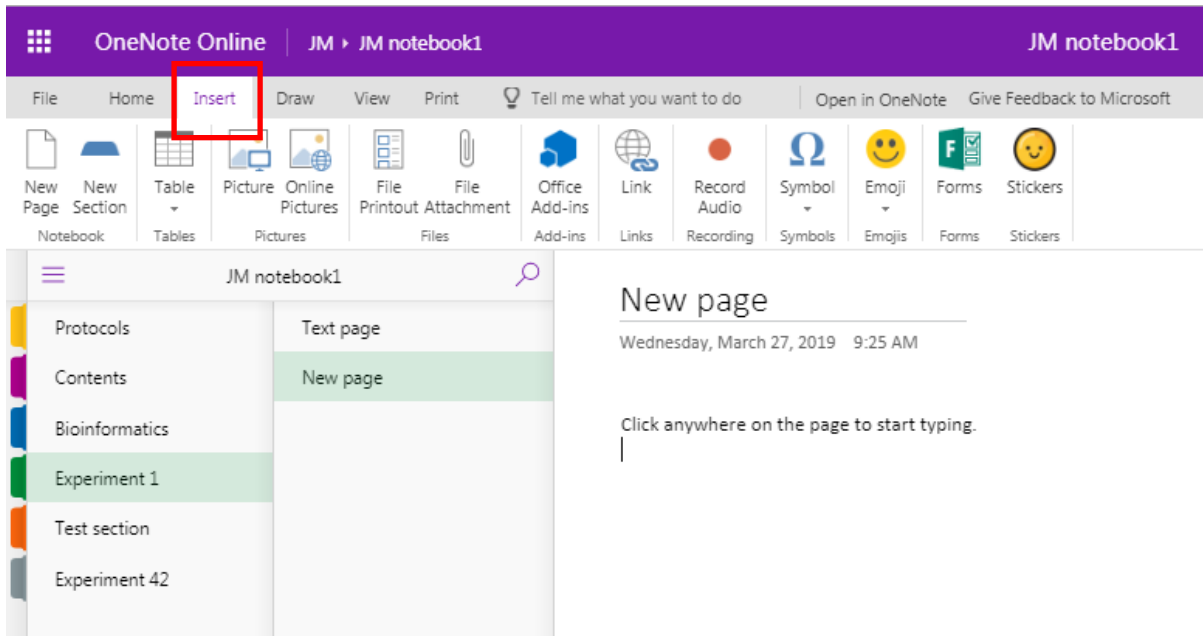 OneNote Online JM ▸ JM notebook1 JM notebook1
File Home Insert Draw View Print Tell me what you want to do Open in OneNote Give Feedback to Microsoft
New Page
New Section
Table
Picture
Online Pictures
File Printout
File Attachment
Office Add-ins
Link
Record Audio
Symbol
Emoji
F
Forms
Stickers
Notebook Tables Pictures Files Add-ins Links Recording Symbols Emojis Forms Stickers
JM notebook1
Protocols
Contents
Bioinformatics
Experiment 1
Test section
Experiment 42
Text page
New page
New page
Wednesday, March 27, 2019 9:25 AM
Click anywhere on the page to start typing.